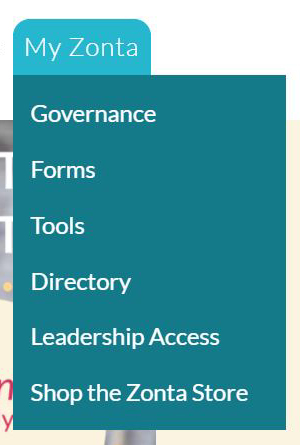 My Zonta
Governance
Forms
Tools
Directory
Leadership Access
Shop the Zonta Store